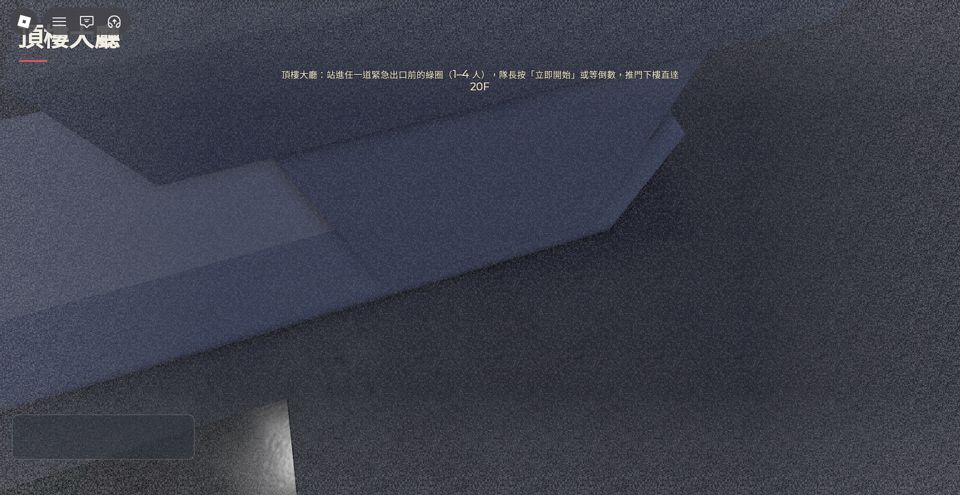 頂樓大廳
頂樓大廳：站進任一道緊急出口前的綠圈（1–4 人），隊長按「立即開始」或等倒數，推門下樓直達
20F